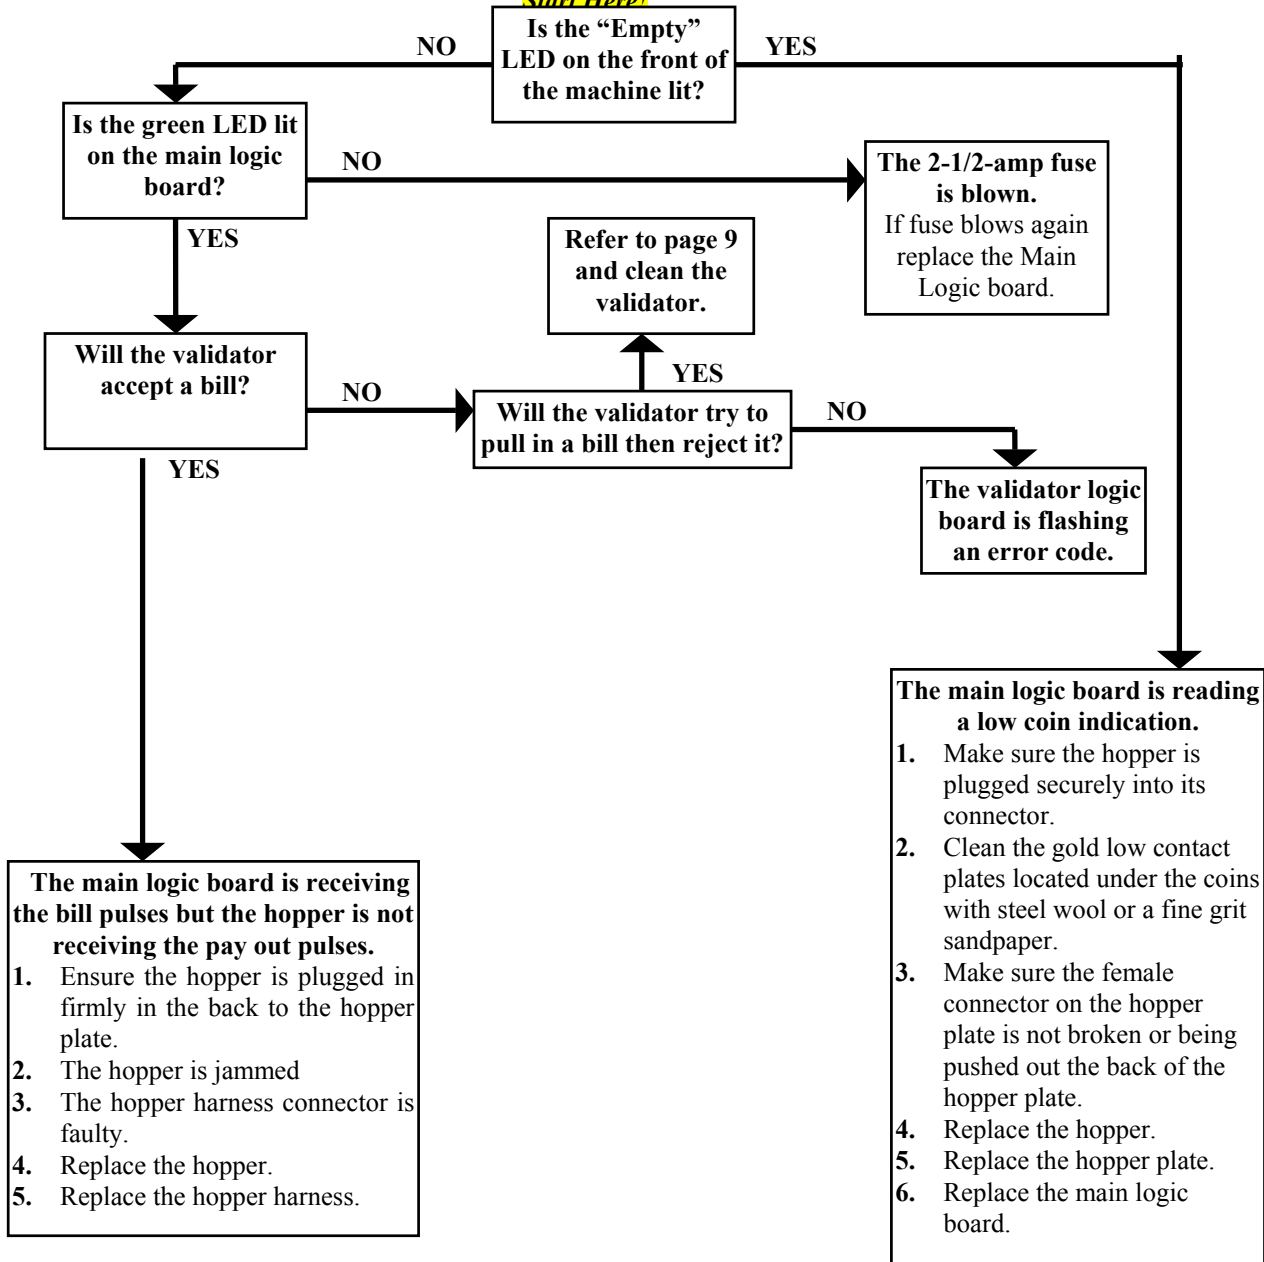 Start Here!
Is the “Empty”
LED on the front of
the machine lit?
NO
YES
Is the green LED lit
on the main logic
board?
NO
YES
The 2-1/2-amp fuse
is blown.
If fuse blows again
replace the Main
Logic board.
Refer to page 9
and clean the
validator.
YES
Will the validator
accept a bill?
NO
YES
Will the validator try to
pull in a bill then reject it?
NO
The validator logic
board is flashing
an error code.
The main logic board is reading
a low coin indication.
1. Make sure the hopper is
plugged securely into its
connector.
2. Clean the gold low contact
plates located under the coins
with steel wool or a fine grit
sandpaper.
3. Make sure the female
connector on the hopper
plate is not broken or being
pushed out the back of the
hopper plate.
4. Replace the hopper.
5. Replace the hopper plate.
6. Replace the main logic
board.
The main logic board is receiving
the bill pulses but the hopper is not
receiving the pay out pulses.
1. Ensure the hopper is plugged in
firmly in the back to the hopper
plate.
2. The hopper is jammed
3. The hopper harness connector is
faulty.
4. Replace the hopper.
5. Replace the hopper harness.